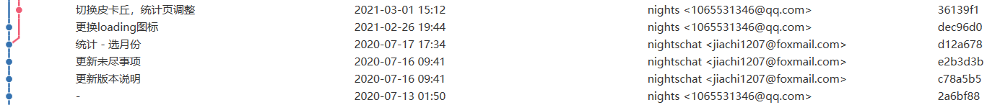 切换皮卡丘，统计页调整 2021-03-01 15:12 nights <1065531346@qq.com> 36139f1
更换loading图标 2021-02-26 19:44 nights <1065531346@qq.com> dec96d0
统计 - 选月份 2020-07-17 17:34 nightschat <jiachi1207@foxmail.com> d12a678
更新未尽事项 2020-07-16 09:41 nightschat <jiachi1207@foxmail.com> e2b3d3b
更新版本说明 2020-07-16 09:41 nightschat <jiachi1207@foxmail.com> c78a5b5
- 2020-07-13 01:50 nights <1065531346@qq.com> 2a6bf88